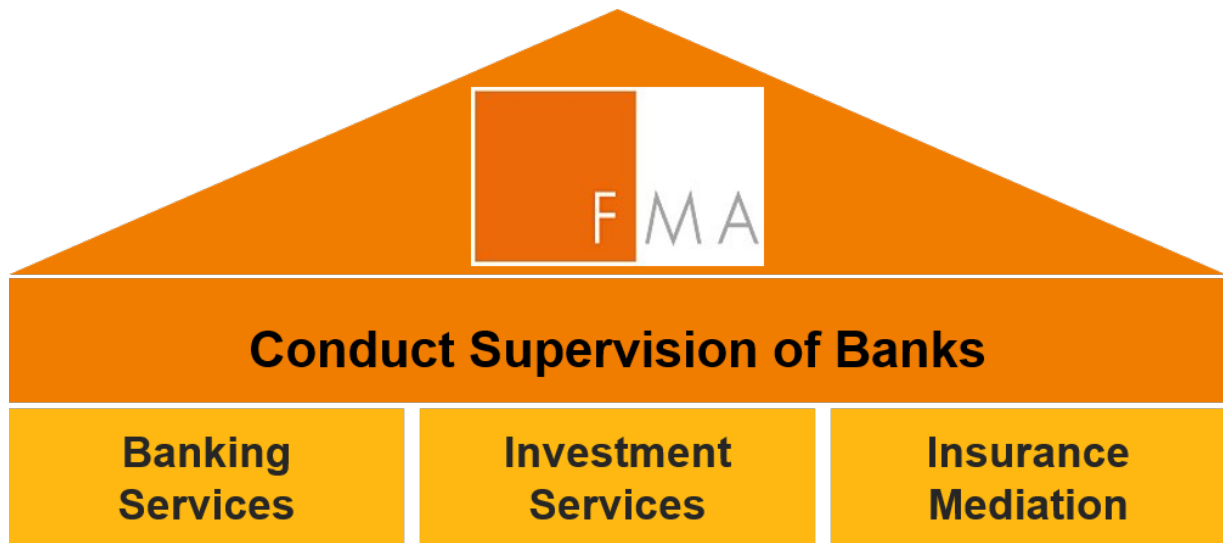 FMA
Conduct Supervision of Banks
Banking
Services
Investment
Services
Insurance
Mediation